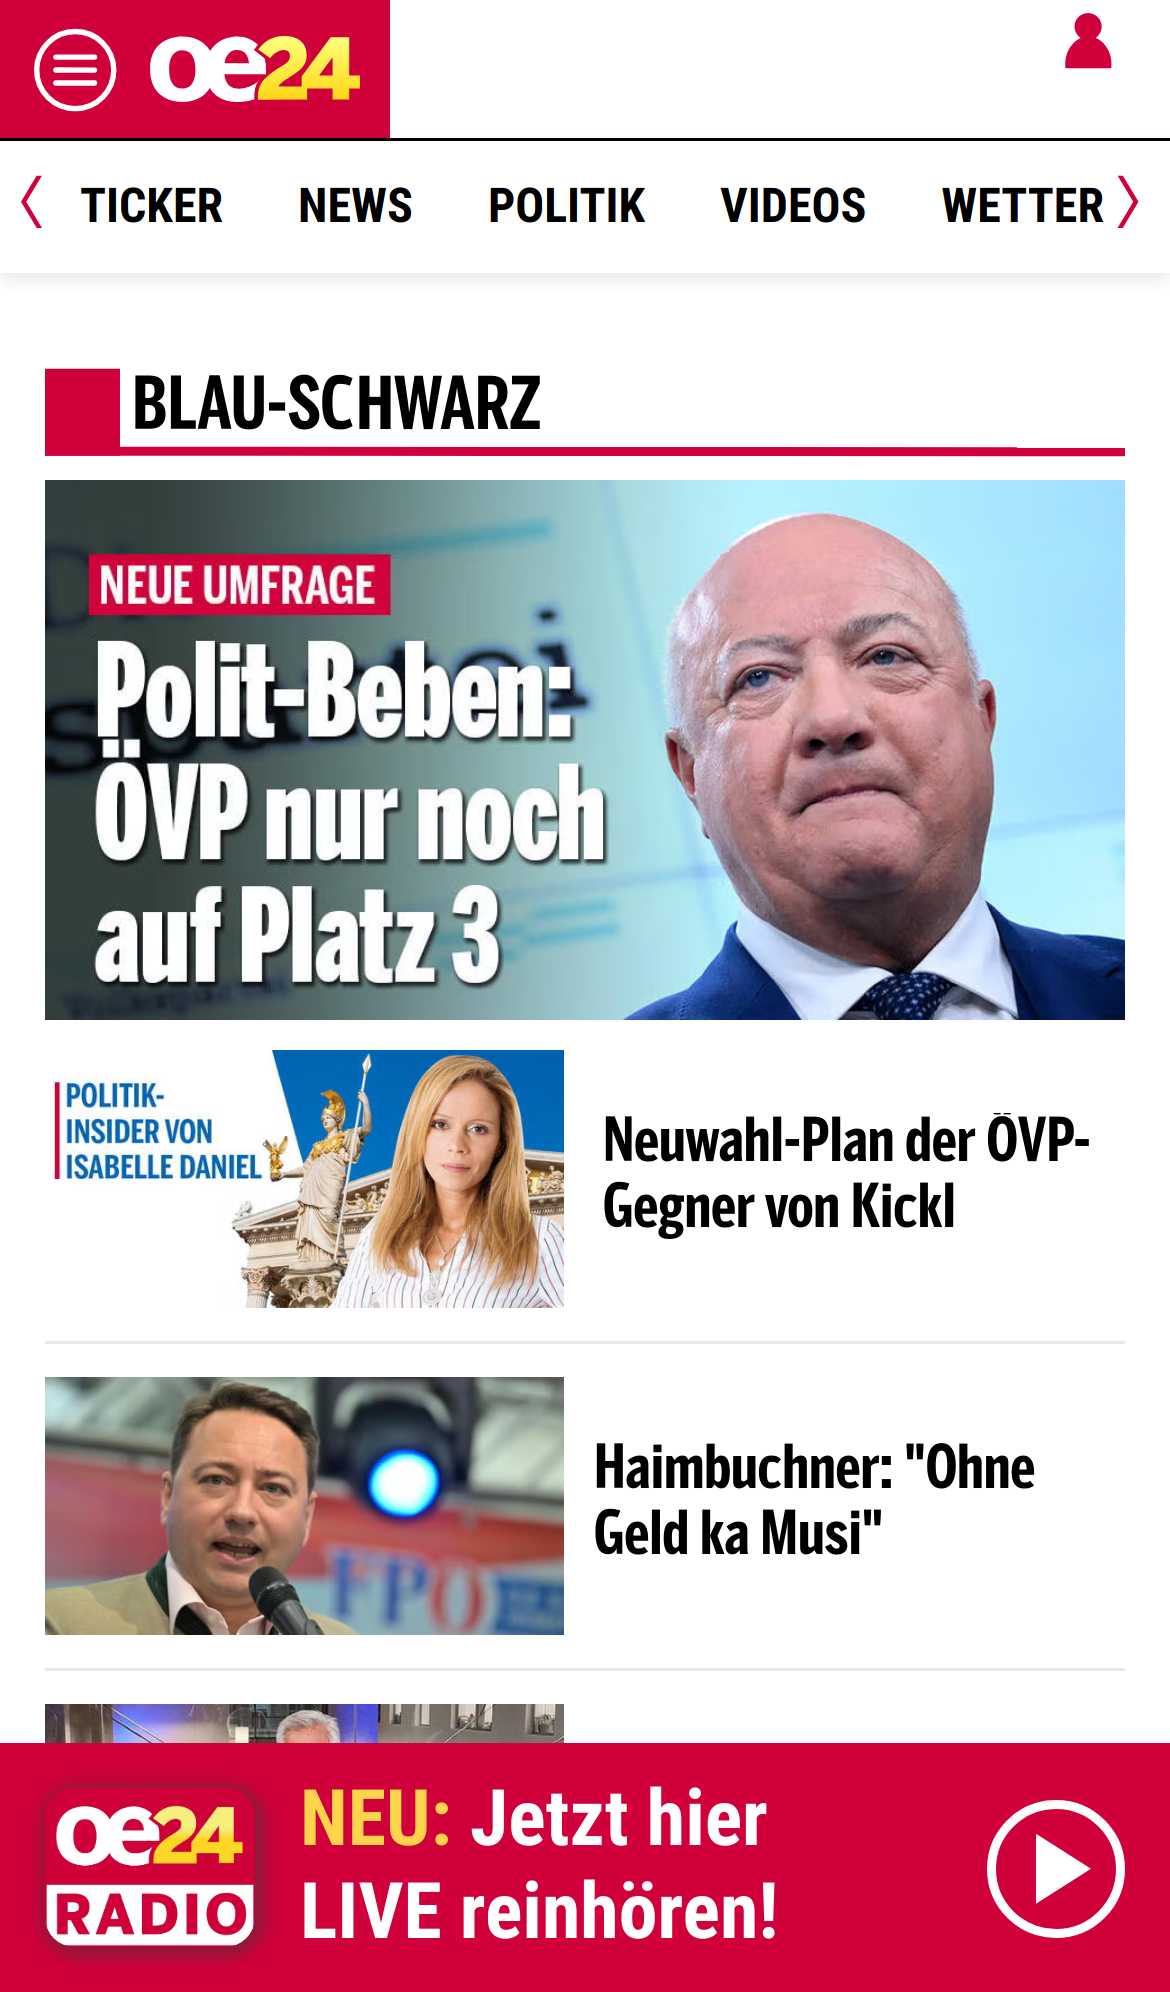 oe24
TICKER NEWS POLITIK VIDEOS WETTER
BLAU-SCHWARZ
NEUE UMFRAGE
Polit-Beben:
ÖVP nur noch
auf Platz 3
POLITIK-
INSIDER VON
ISABELLE DANIEL
Neuwahl-Plan der ÖVP-
Gegner von Kickl
FPÖ
Haimbuchner: "Ohne
Geld ka Musi"
oe24
RADIO
NEU: Jetzt hier
LIVE reinhören!